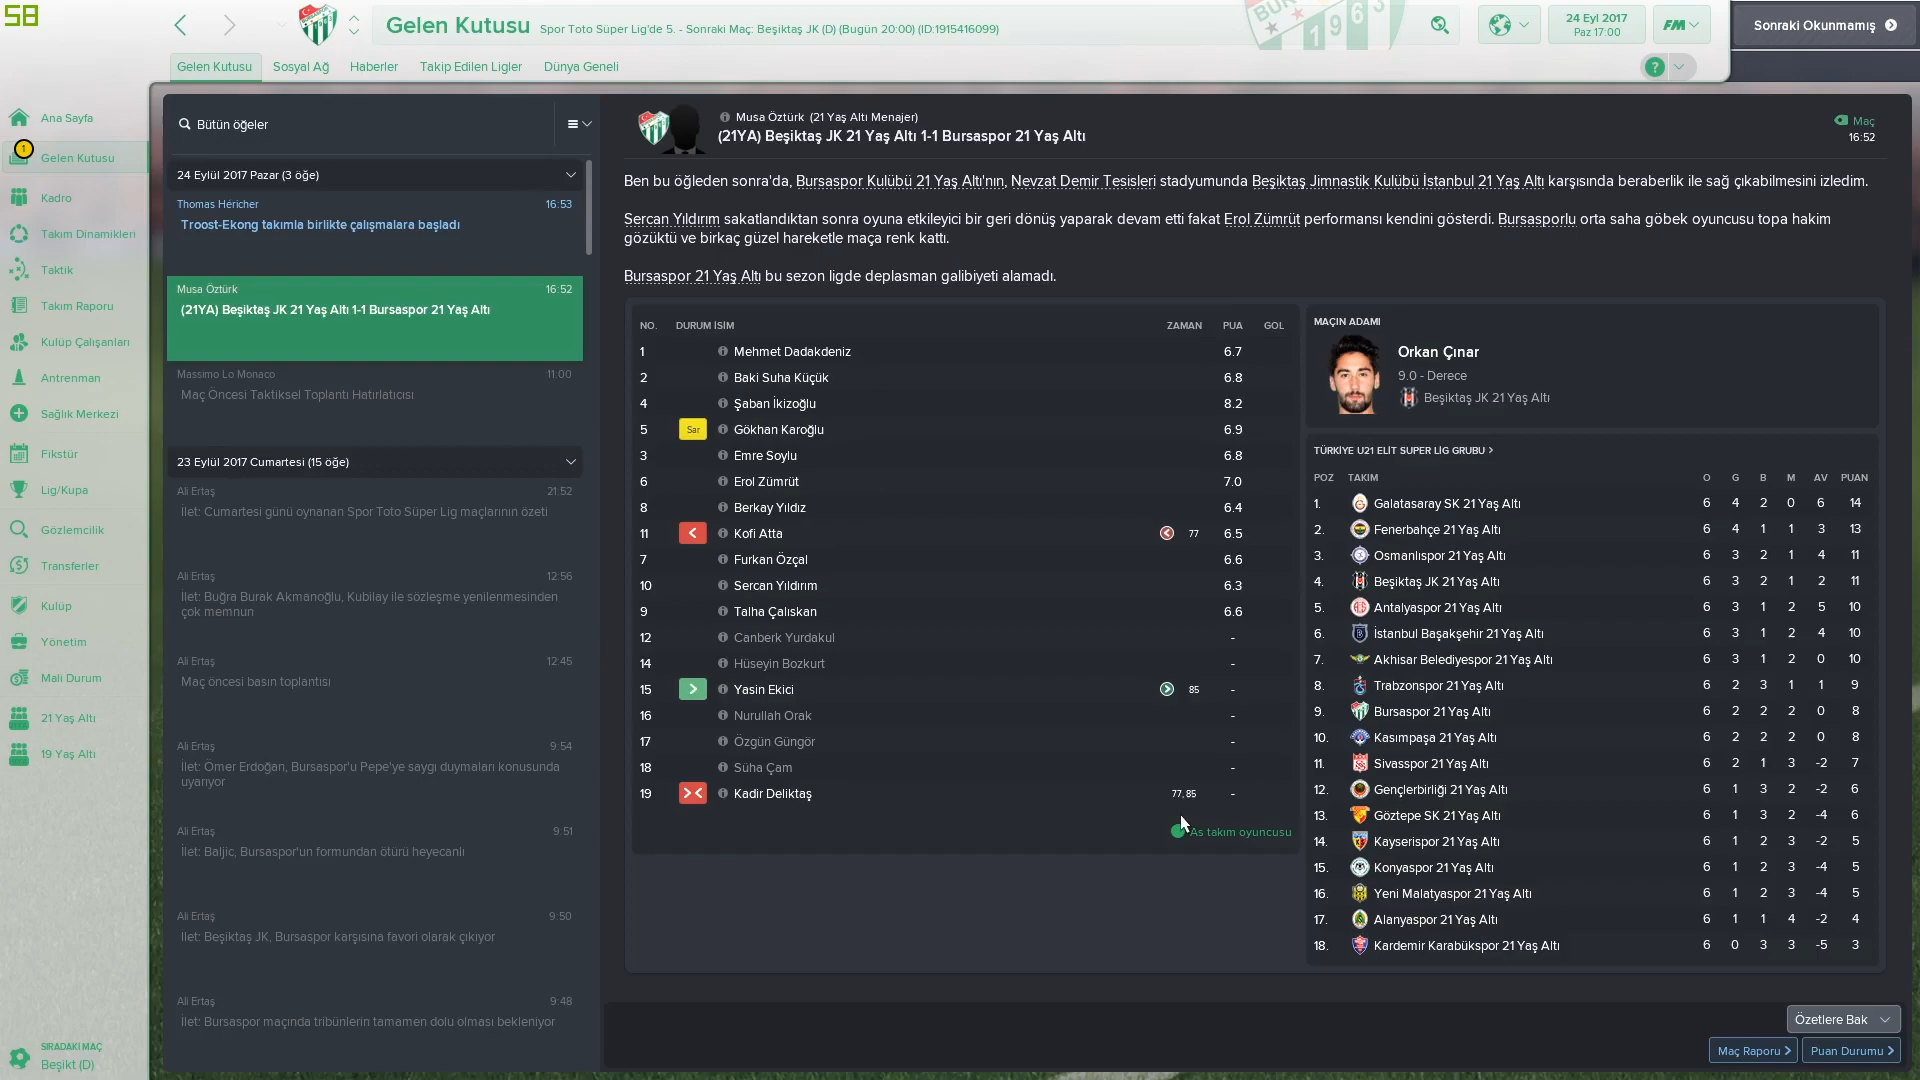 58
Gelen Kutusu
Spor Toto Süper Lig'de 5. - Sonraki Maç: Beşiktaş JK (D) (Bugün 20:00) (ID:1915416099)
24 Eyl 2017
Paz 17:00
FM
Sonraki Okunmamış
Gelen Kutusu Sosyal Ağ Haberler Takip Edilen Ligler Dünya Geneli
?
Ana Sayfa
1
Gelen Kutusu
Kadro
Takım Dinamikleri
Taktik
Takım Raporu
Kulüp Çalışanları
Antrenman
Sağlık Merkezi
Fikstür
Lig/Kupa
Gözlemcilik
Transferler
Kulüp
Yönetim
Mali Durum
21 Yaş Altı
19 Yaş Altı
SIRADAKİ MAÇ
Beşikt (D)
Bütün öğeler
24 Eylül 2017 Pazar (3 öğe)
Thomas Héricher 16:53
Troost-Ekong takımla birlikte çalışmalara başladı
Musa Öztürk 16:52
(21YA) Beşiktaş JK 21 Yaş Altı 1-1 Bursaspor 21 Yaş Altı
Massimo Lo Monaco 11:00
Maç Öncesi Taktiksel Toplantı Hatırlatıcısı
23 Eylül 2017 Cumartesi (15 öğe)
Ali Ertaş 21:52
İlet: Cumartesi günü oynanan Spor Toto Süper Lig maçlarının özeti
Ali Ertaş 12:56
İlet: Buğra Burak Akmanoğlu, Kubilay ile sözleşme yenilenmesinden
çok memnun
Ali Ertaş 12:45
Maç öncesi basın toplantısı
Ali Ertaş 9:54
İlet: Ömer Erdoğan, Bursaspor'u Pepe'ye saygı duymaları konusunda
uyarıyor
Ali Ertaş 9:51
İlet: Baljic, Bursaspor'un formundan ötürü heyecanlı
Ali Ertaş 9:50
İlet: Beşiktaş JK, Bursaspor karşısına favori olarak çıkıyor
Ali Ertaş 9:48
İlet: Bursaspor maçında tribünlerin tamamen dolu olması bekleniyor
Musa Öztürk (21 Yaş Altı Menajer)
(21YA) Beşiktaş JK 21 Yaş Altı 1-1 Bursaspor 21 Yaş Altı
Maç
16:52
Ben bu öğleden sonra'da, Bursaspor Kulübü 21 Yaş Altı'nın, Nevzat Demir Tesisleri stadyumunda Beşiktaş Jimnastik Kulübü İstanbul 21 Yaş Altı karşısında beraberlik ile sağ çıkabilmesini izledim.
Sercan Yıldırım sakatlandıktan sonra oyuna etkileyici bir geri dönüş yaparak devam etti fakat Erol Zümrüt performansı kendini gösterdi. Bursasporlu orta saha göbek oyuncusu topa hakim
gözüktü ve birkaç güzel hareketle maça renk kattı.
Bursaspor 21 Yaş Altı bu sezon ligde deplasman galibiyeti alamadı.
NO. DURUM İSİM ZAMAN PUA GOL
1 Mehmet Dadakdeniz 6.7
2 Baki Suha Küçük 6.8
4 Şaban İkizoğlu 8.2
5 Sar Gökhan Karoğlu 6.9
3 Emre Soylu 6.8
6 Erol Zümrüt 7.0
8 Berkay Yıldız 6.4
11 Kofi Atta 77 6.5
7 Furkan Özçal 6.6
10 Sercan Yıldırım 6.3
9 Talha Çalıskan 6.6
12 Canberk Yurdakul -
14 Hüseyin Bozkurt -
15 Yasin Ekici 85 -
16 Nurullah Orak -
17 Özgün Güngör -
18 Süha Çam -
19 Kadir Deliktaş 77, 85 -
As takım oyuncusu
MAÇIN ADAMI
Orkan Çınar
9.0 - Derece
Beşiktaş JK 21 Yaş Altı
TÜRKİYE U21 ELİT SUPER LİG GRUBU >
POZ TAKIM O G B M AV PUAN
1. Galatasaray SK 21 Yaş Altı 6 4 2 0 6 14
2. Fenerbahçe 21 Yaş Altı 6 4 1 1 3 13
3. Osmanlıspor 21 Yaş Altı 6 3 2 1 4 11
4. Beşiktaş JK 21 Yaş Altı 6 3 2 1 2 11
5. Antalyaspor 21 Yaş Altı 6 3 1 2 5 10
6. İstanbul Başakşehir 21 Yaş Altı 6 3 1 2 4 10
7. Akhisar Belediyespor 21 Yaş Altı 6 3 1 2 0 10
8. Trabzonspor 21 Yaş Altı 6 2 3 1 1 9
9. Bursaspor 21 Yaş Altı 6 2 2 2 0 8
10. Kasımpaşa 21 Yaş Altı 6 2 2 2 0 8
11. Sivasspor 21 Yaş Altı 6 2 1 3 -2 7
12. Gençlerbirliği 21 Yaş Altı 6 1 3 2 -2 6
13. Göztepe SK 21 Yaş Altı 6 1 3 2 -4 6
14. Kayserispor 21 Yaş Altı 6 1 2 3 -2 5
15. Konyaspor 21 Yaş Altı 6 1 2 3 -4 5
16. Yeni Malatyaspor 21 Yaş Altı 6 1 2 3 -4 5
17. Alanyaspor 21 Yaş Altı 6 1 1 4 -2 4
18. Kardemir Karabükspor 21 Yaş Altı 6 0 3 3 -5 3
Özetlere Bak
Maç Raporu >
Puan Durumu >